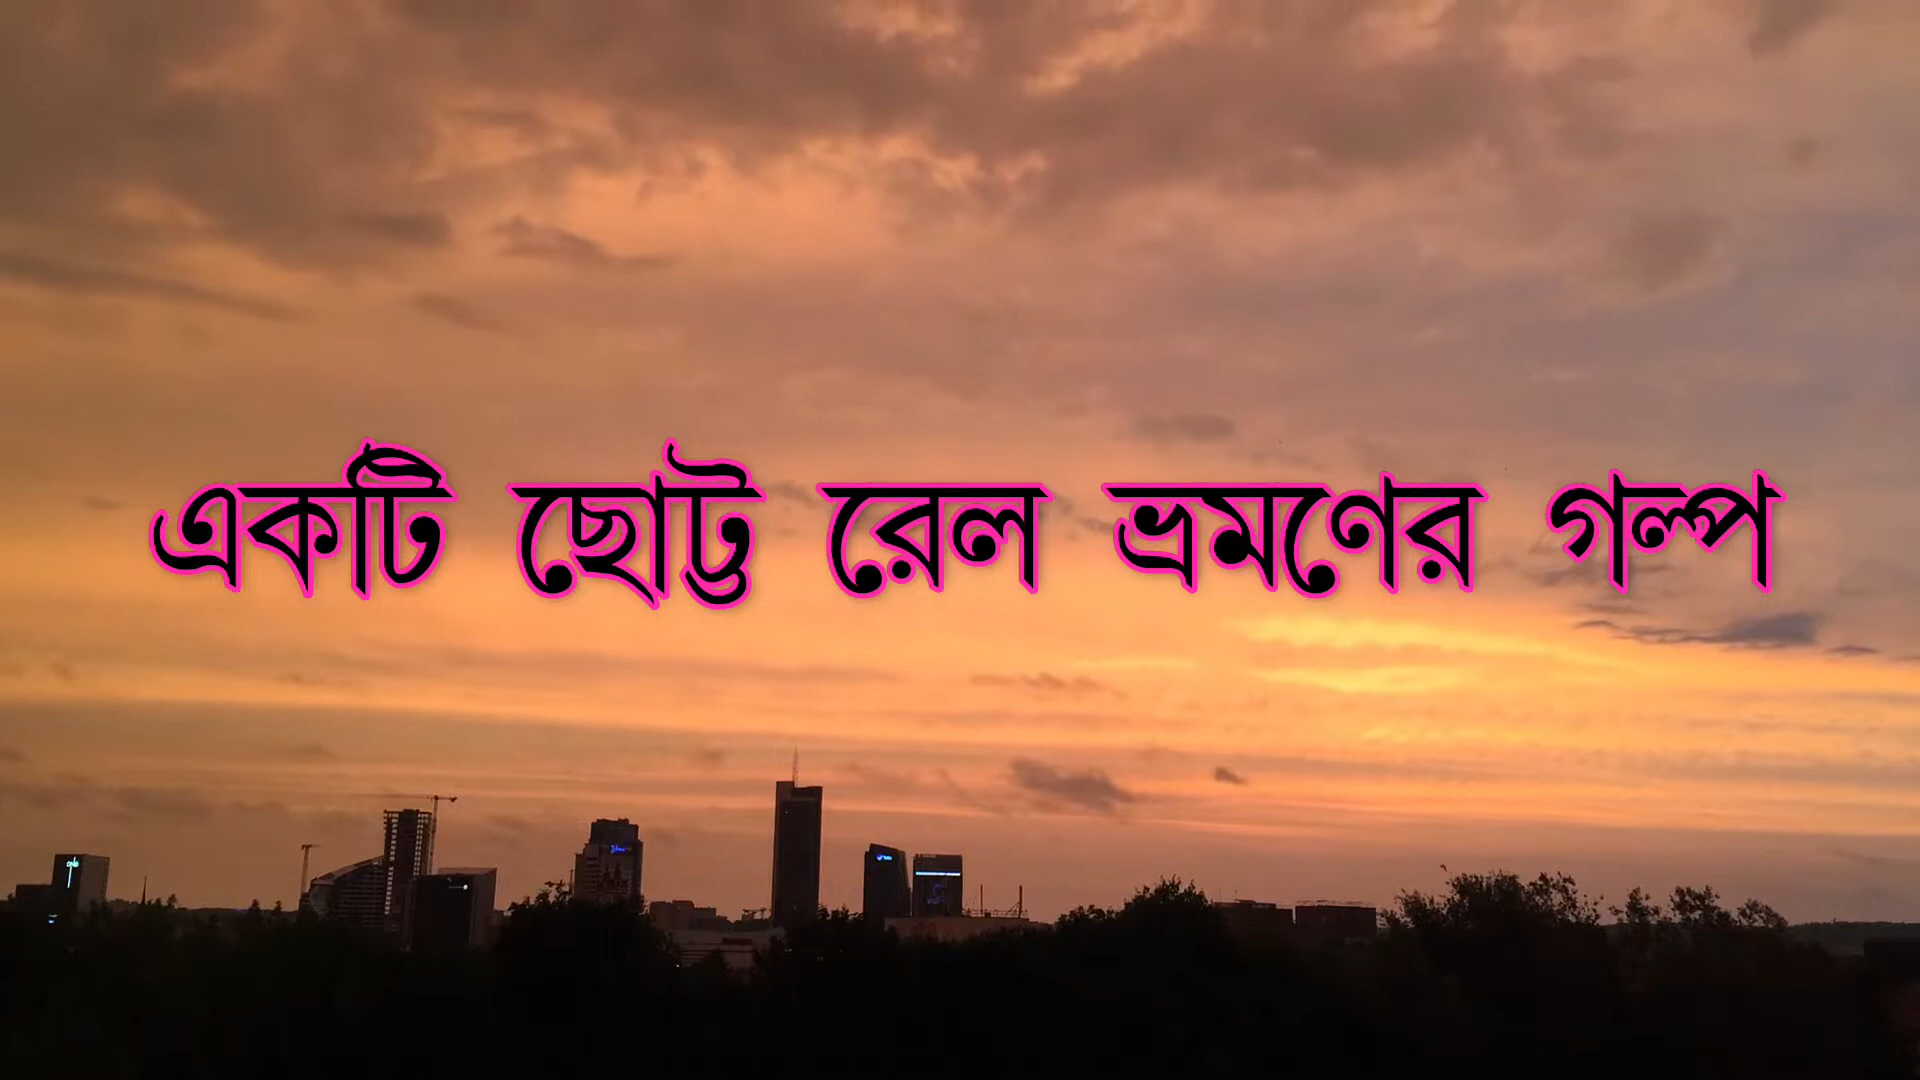 একটি ছোট্ট রেল ভ্রমণের গল্প